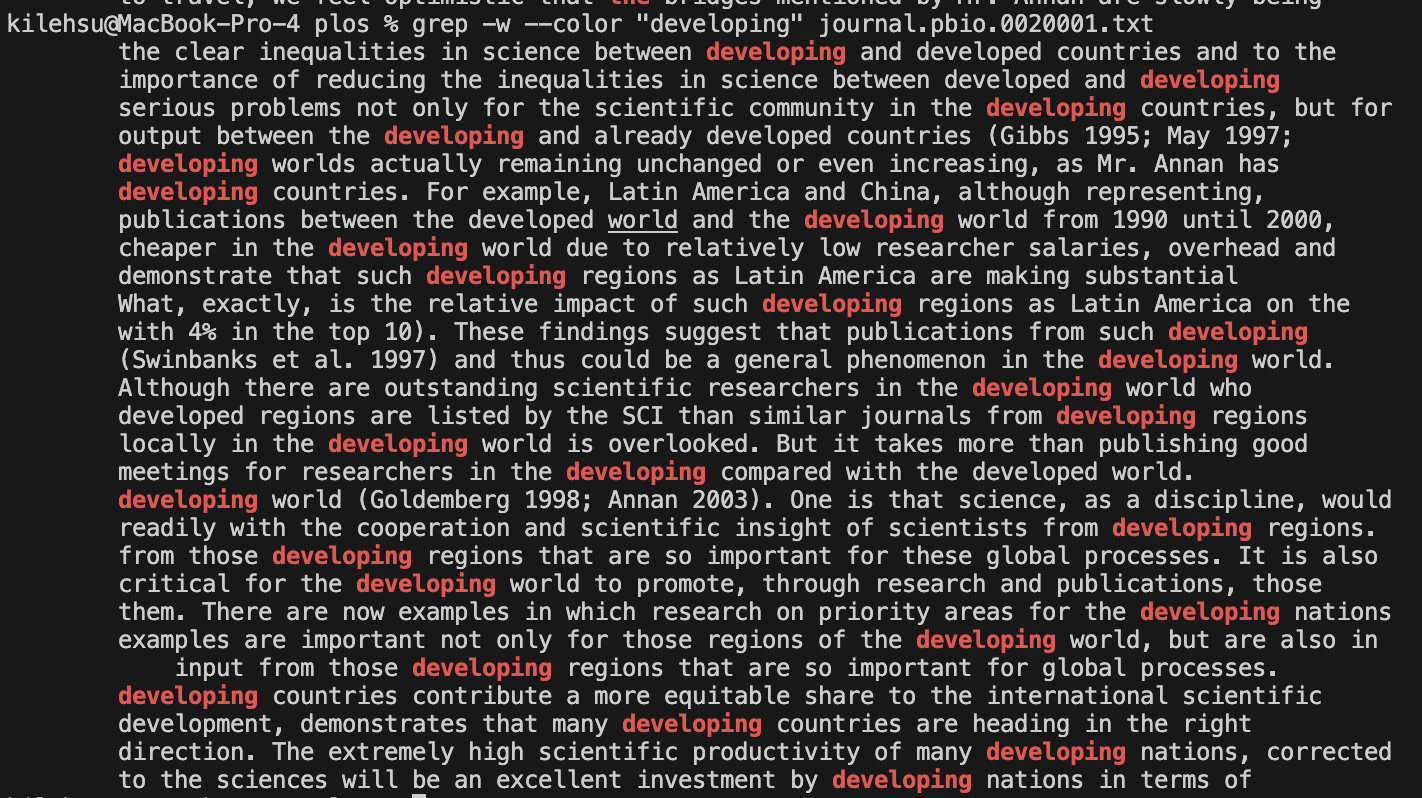 to travel, we feel optimistic that the bridges mentioned by Mr. Annan are slowly being
kilehsu@MacBook-Pro-4 plos % grep -w --color "developing" journal.pbio.0020001.txt
the clear inequalities in science between developing and developed countries and to the
importance of reducing the inequalities in science between developed and developing
serious problems not only for the scientific community in the developing countries, but for
output between the developing and already developed countries (Gibbs 1995; May 1997;
developing worlds actually remaining unchanged or even increasing, as Mr. Annan has
developing countries. For example, Latin America and China, although representing,
publications between the developed world and the developing world from 1990 until 2000,
cheaper in the developing world due to relatively low researcher salaries, overhead and
demonstrate that such developing regions as Latin America are making substantial
What, exactly, is the relative impact of such developing regions as Latin America on the
with 4% in the top 10). These findings suggest that publications from such developing
(Swinbanks et al. 1997) and thus could be a general phenomenon in the developing world.
Although there are outstanding scientific researchers in the developing world who
developed regions are listed by the SCI than similar journals from developing regions
locally in the developing world is overlooked. But it takes more than publishing good
meetings for researchers in the developing compared with the developed world.
developing world (Goldemberg 1998; Annan 2003). One is that science, as a discipline, would
readily with the cooperation and scientific insight of scientists from developing regions.
from those developing regions that are so important for these global processes. It is also
critical for the developing world to promote, through research and publications, those
them. There are now examples in which research on priority areas for the developing nations
examples are important not only for those regions of the developing world, but are also in
input from those developing regions that are so important for global processes.
developing countries contribute a more equitable share to the international scientific
development, demonstrates that many developing countries are heading in the right
direction. The extremely high scientific productivity of many developing nations, corrected
to the sciences will be an excellent investment by developing nations in terms of